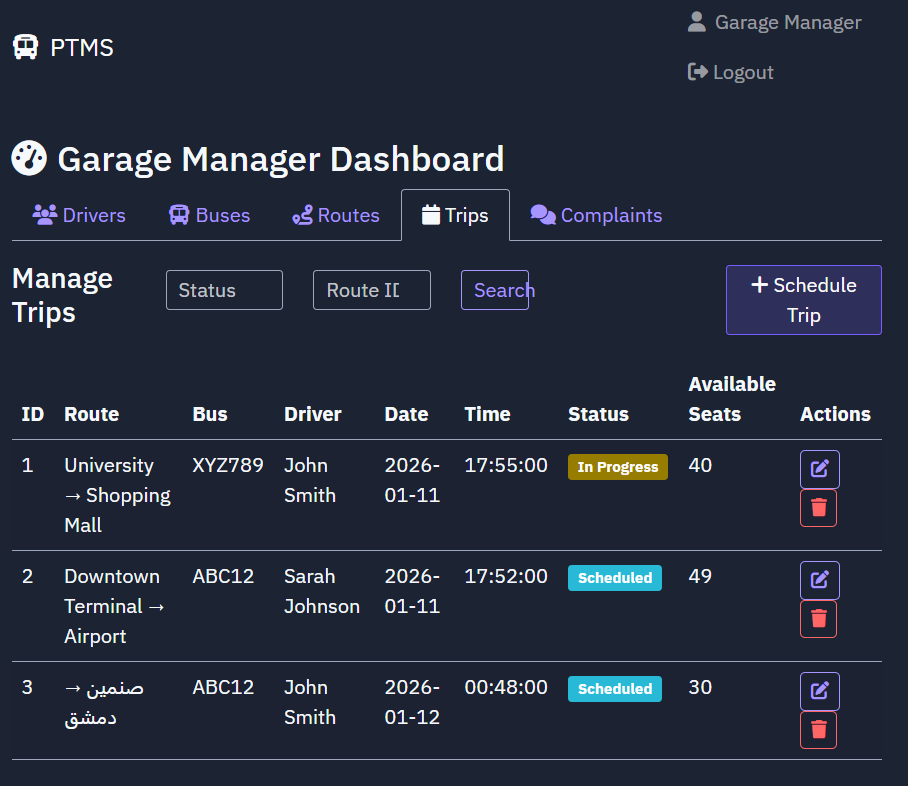 PTMS
Garage Manager
Logout
Garage Manager Dashboard
Drivers
Buses
Routes
Trips
Complaints
Manage
Trips
Status
Route ID
Search
+ Schedule
Trip
ID Route Bus Driver Date Time Status Available Seats Actions
1 University → Shopping Mall XYZ789 John Smith 2026-01-11 17:55:00 In Progress 40
2 Downtown Terminal → Airport ABC12 Sarah Johnson 2026-01-11 17:52:00 Scheduled 49
3 صنمين → دمشق ABC12 John Smith 2026-01-12 00:48:00 Scheduled 30